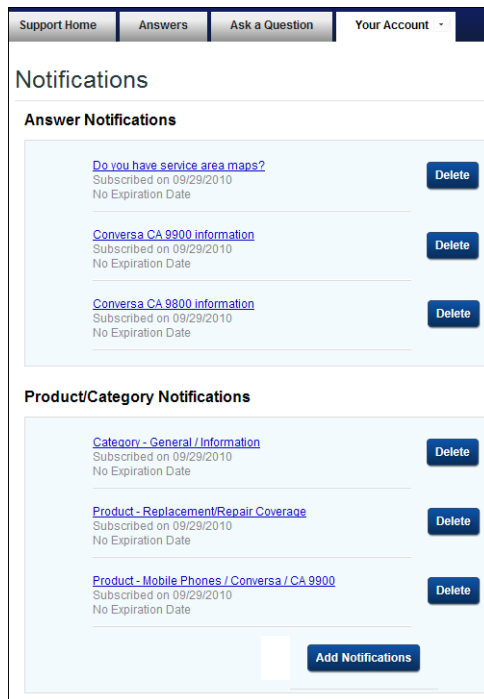 Support Home
Answers
Ask a Question
Your Account
Notifications
Answer Notifications
Do you have service area maps?
Subscribed on 09/29/2010
No Expiration Date
Delete
Conversa CA 9900 information
Subscribed on 09/29/2010
No Expiration Date
Delete
Conversa CA 9800 information
Subscribed on 09/29/2010
No Expiration Date
Delete
Product/Category Notifications
Category - General / Information
Subscribed on 09/29/2010
No Expiration Date
Delete
Product - Replacement/Repair Coverage
Subscribed on 09/29/2010
No Expiration Date
Delete
Product - Mobile Phones / Conversa / CA 9900
Subscribed on 09/29/2010
No Expiration Date
Delete
Add Notifications